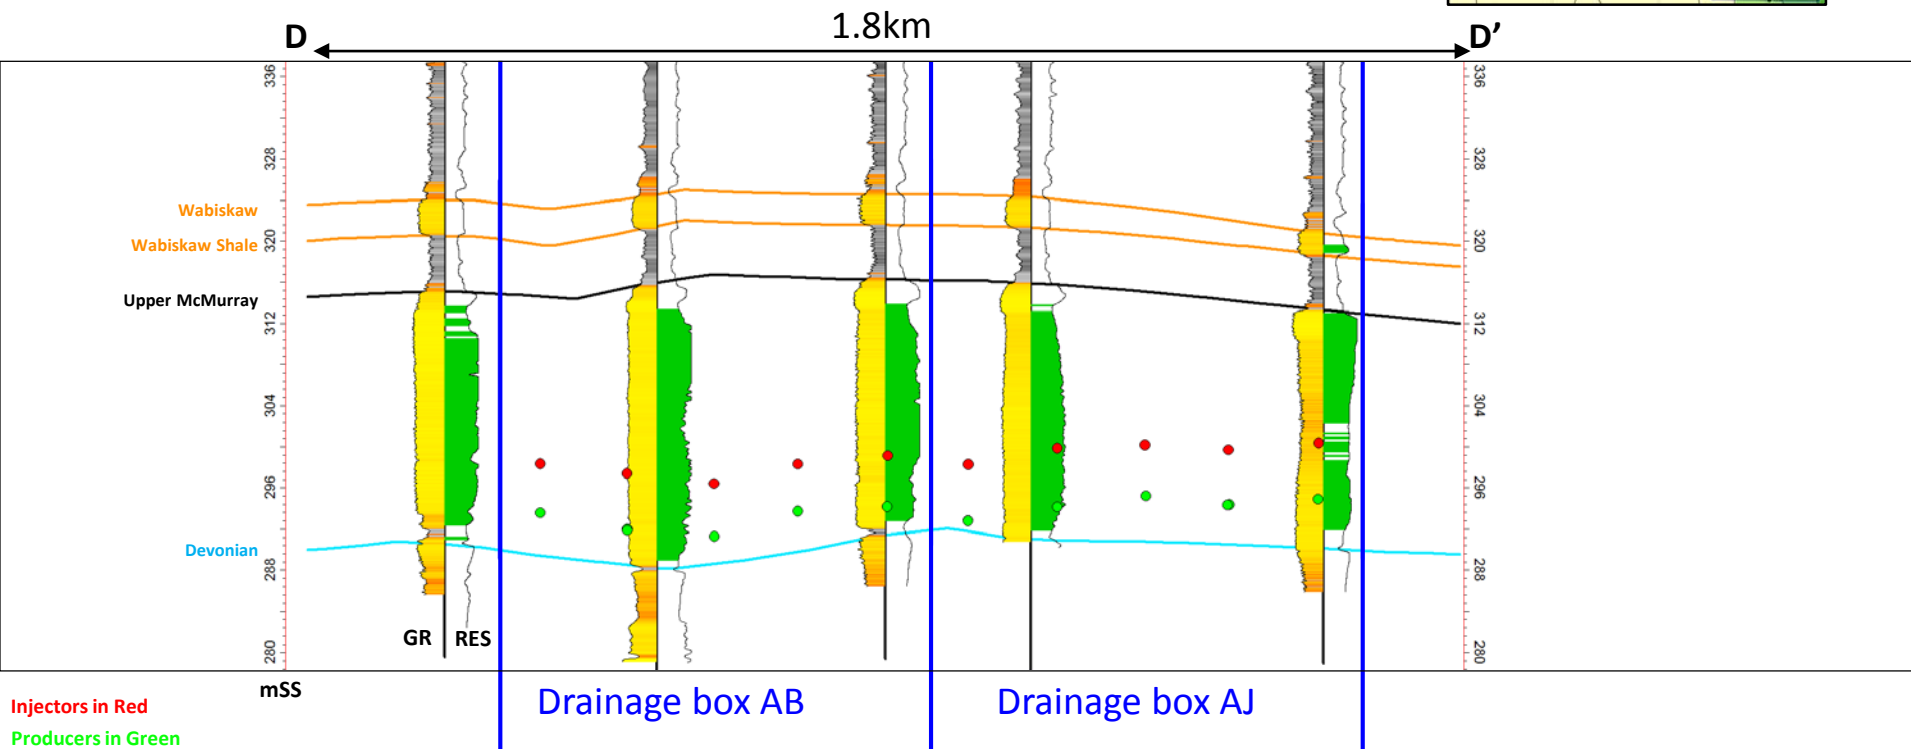 D
1.8km
D’
336
336
328
328
Wabiskaw
Wabiskaw Shale
320
320
Upper McMurray
312
312
304
304
296
296
Devonian
288
288
GR
RES
280
280
mSS
Drainage box AB
Drainage box AJ
Injectors in Red
Producers in Green